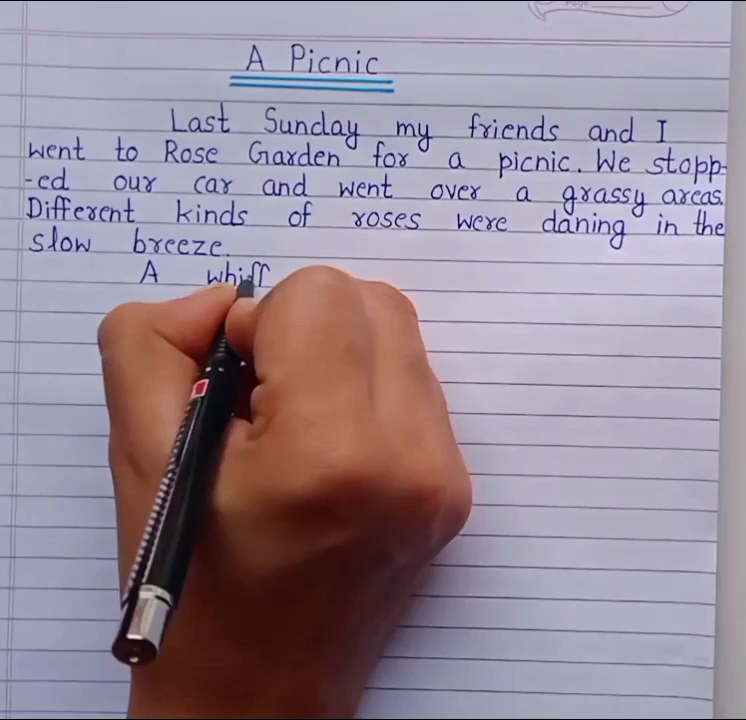 A Picnic
Last Sunday my friends and I
went to Rose Garden for a picnic. We stopp-
-ed our car and went over a grassy areas.
Different kinds of roses were daning in the
slow breeze.
A whiff